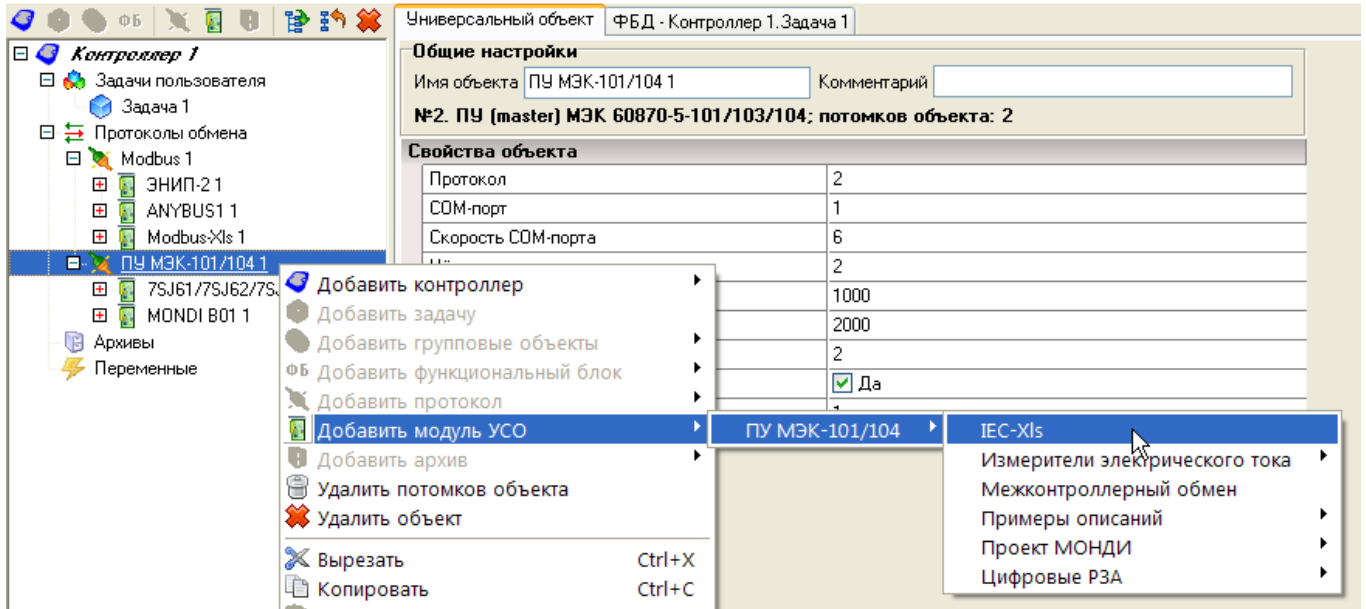 ФБ
Универсальный объект
ФБД - Контроллер 1.Задача 1
Контроллер 1
Задачи пользователя
Задача 1
Протоколы обмена
Modbus 1
ЭНИП-2 1
ANYBUS1 1
Modbus-Xls 1
ПУ МЭК-101/104 1
7SJ61/7SJ62/7SJ
MONDI B01 1
Архивы
Переменные
Общие настройки
Имя объекта ПУ МЭК-101/104 1 Комментарий
№2. ПУ (master) МЭК 60870-5-101/103/104; потомков объекта: 2
Свойства объекта
Протокол 2
COM-порт 1
Скорость COM-порта 6
2
1000
2000
2
Да
Добавить контроллер
Добавить задачу
Добавить групповые объекты
ФБ Добавить функциональный блок
Добавить протокол
Добавить модуль УСО
Добавить архив
Удалить потомков объекта
Удалить объект
Вырезать Ctrl+X
Копировать Ctrl+C
ПУ МЭК-101/104
IEC-Xls
Измерители электрического тока
Межконтроллерный обмен
Примеры описаний
Проект МОНДИ
Цифровые РЗА